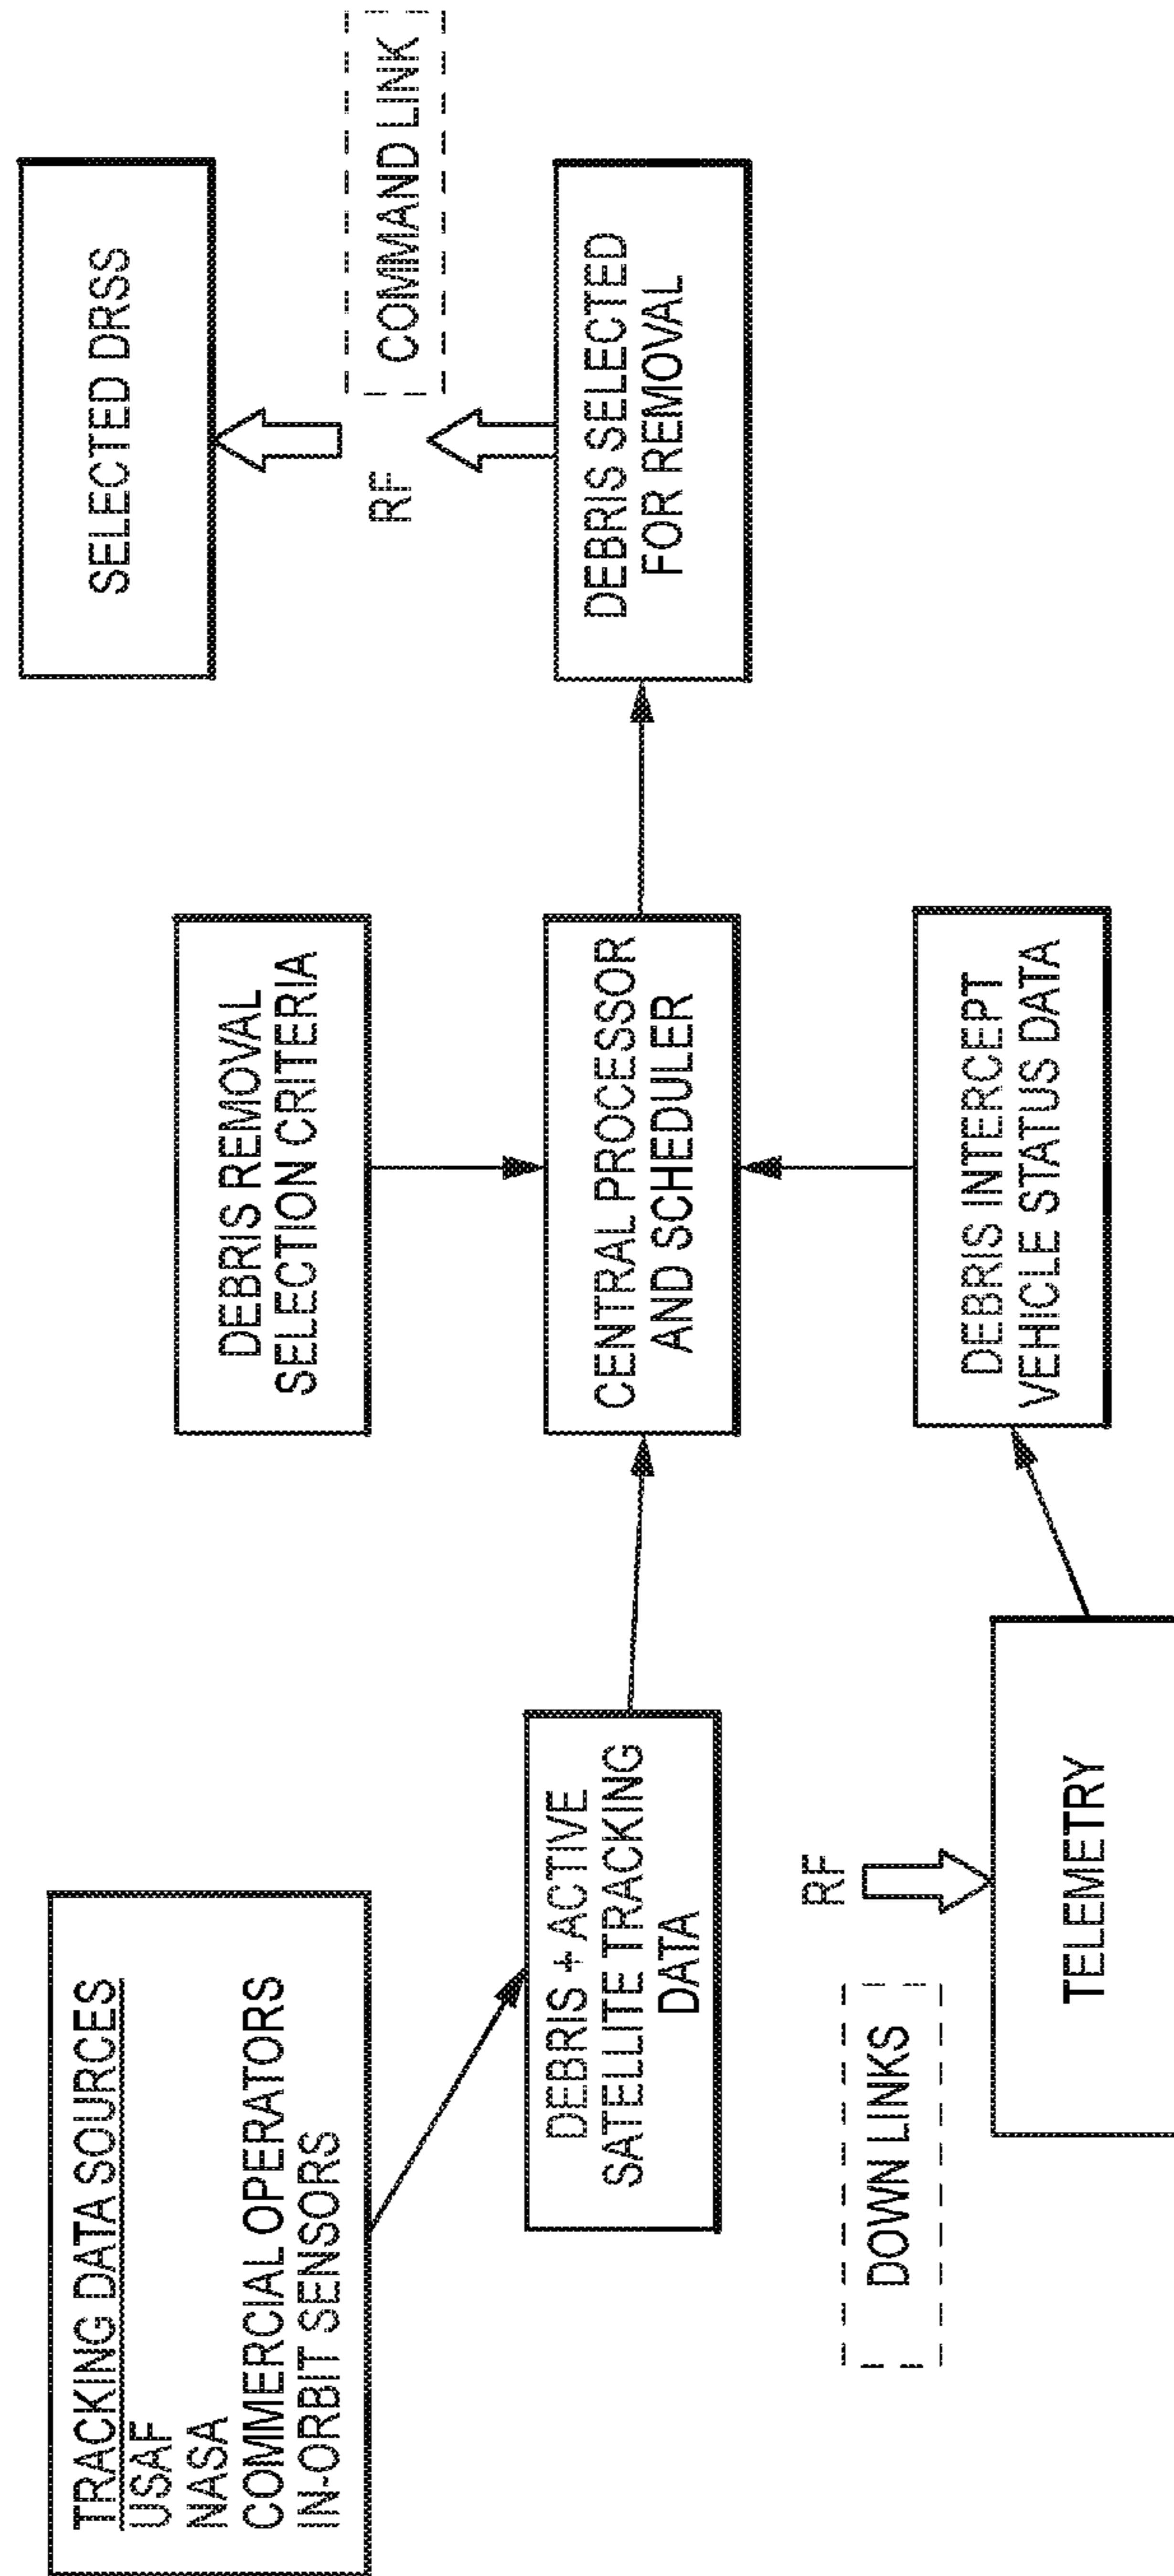 TRACKING DATA SOURCES
USAF
NASA
COMMERCIAL OPERATORS
IN-ORBIT SENSORS
DEBRIS + ACTIVE
SATELLITE TRACKING
DATA
DOWN LINKS
RF
TELEMETRY
DEBRIS REMOVAL
SELECTION CRITERIA
CENTRAL PROCESSOR
AND SCHEDULER
DEBRIS INTERCEPT
VEHICLE STATUS DATA
SELECTED DRSS
RF
COMMAND LINK
DEBRIS SELECTED
FOR REMOVAL